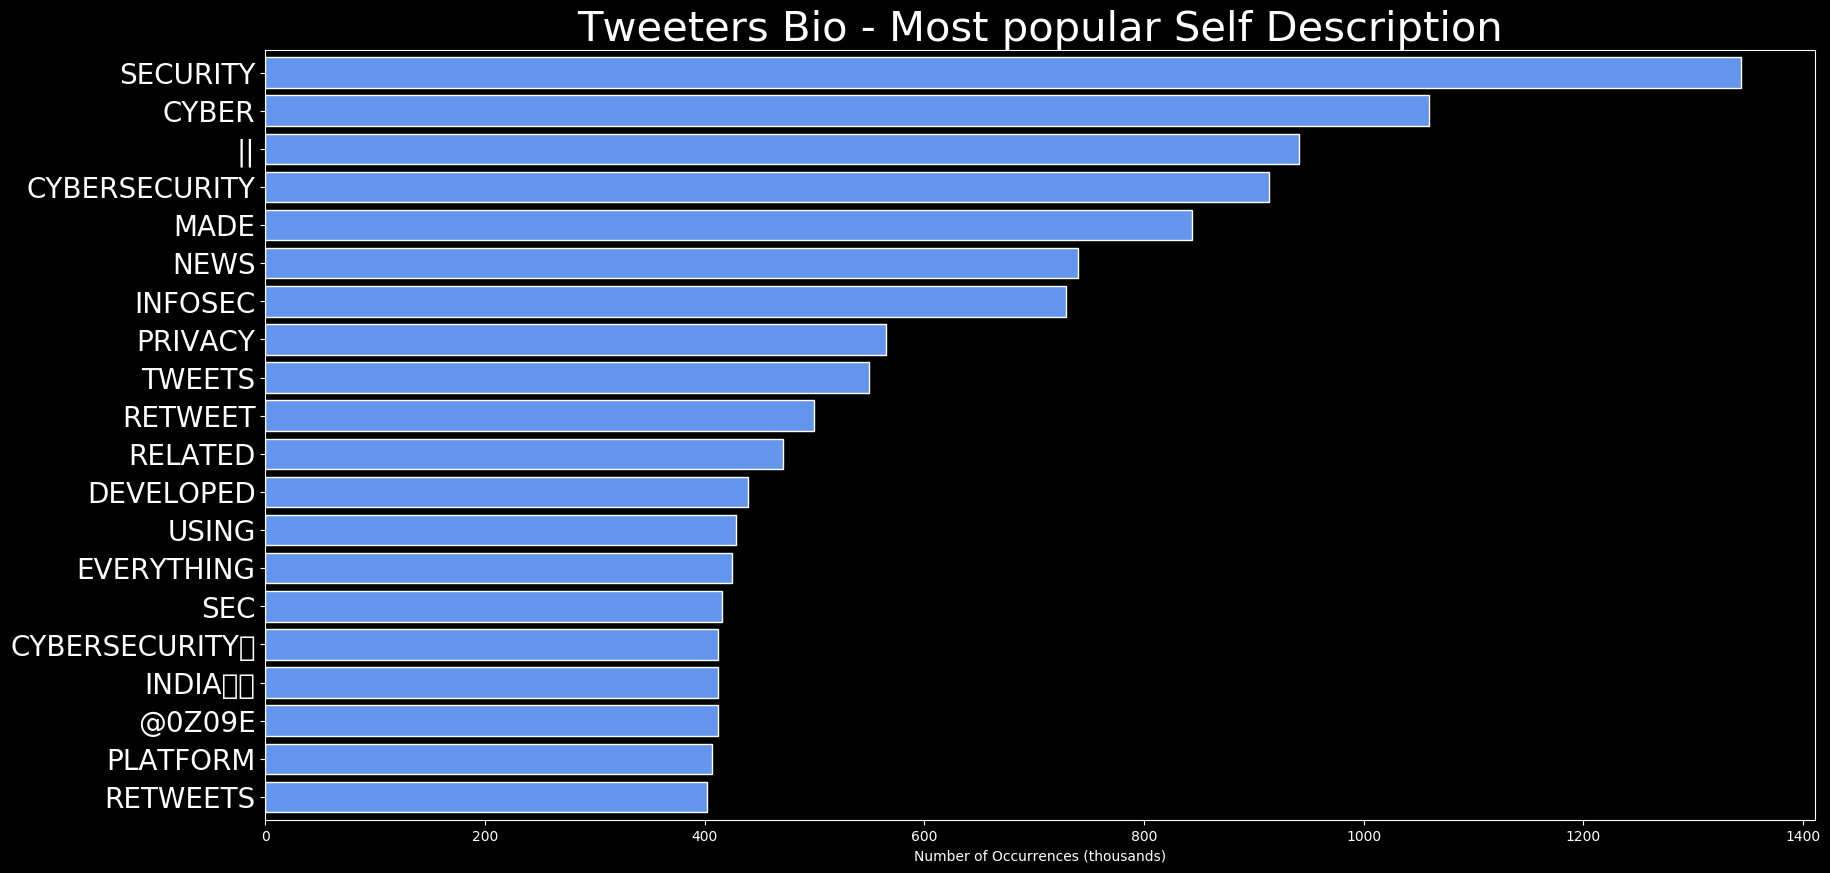 Tweeters Bio - Most popular Self Description
SECURITY
CYBER
||
CYBERSECURITY
MADE
NEWS
INFOSEC
PRIVACY
TWEETS
RETWEET
RELATED
DEVELOPED
USING
EVERYTHING
SEC
CYBERSECURITY▯
INDIA▯▯
@0Z09E
PLATFORM
RETWEETS
0 200 400 600 800 1000 1200 1400
Number of Occurrences (thousands)